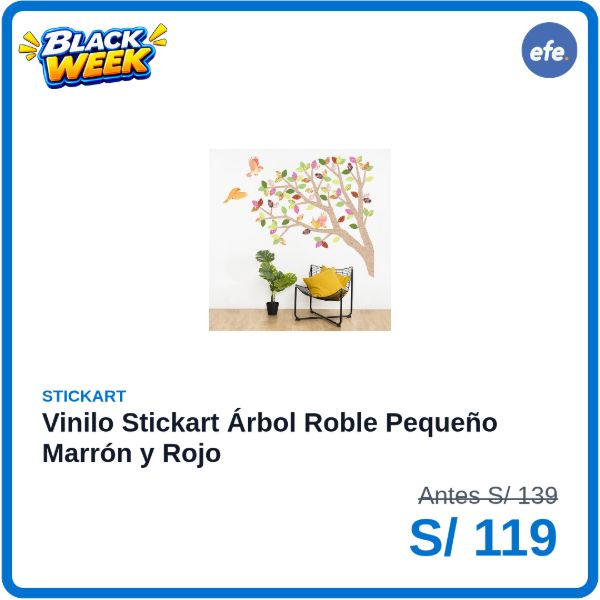 BLACK
WEEK
efe.
STICKART
Vinilo Stickart Árbol Roble Pequeño
Marrón y Rojo
Antes S/ 139
S/ 119